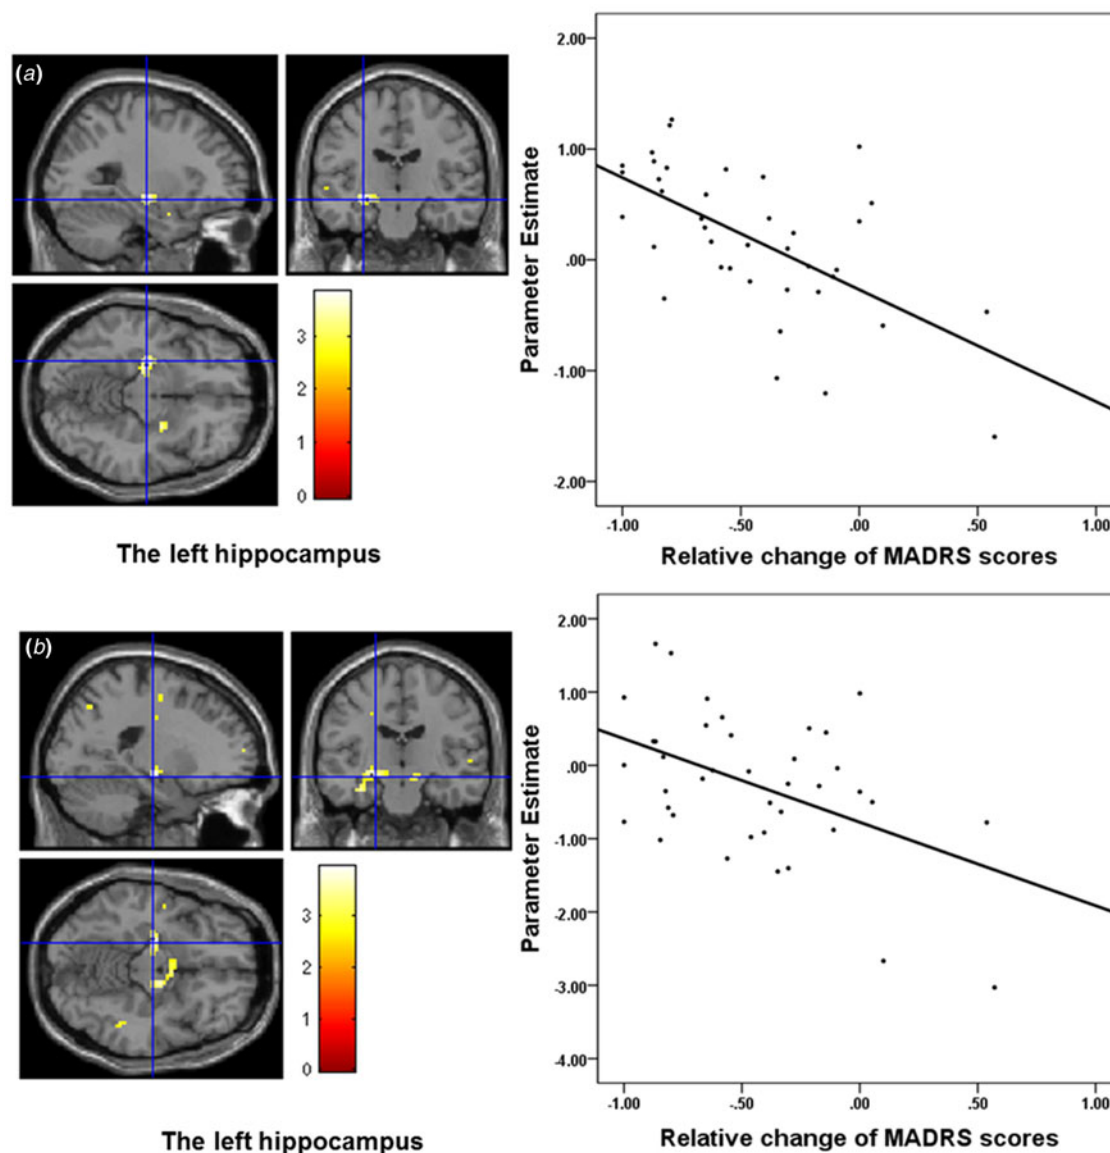 (a)
3
2
1
0
The left hippocampus
2.00
1.00
.00
-1.00
-2.00
Parameter Estimate
-1.00 -.50 .00 .50 1.00
Relative change of MADRS scores
(b)
3
2
1
0
The left hippocampus
2.00
1.00
.00
-1.00
-2.00
-3.00
-4.00
Parameter Estimate
-1.00 -.50 .00 .50 1.00
Relative change of MADRS scores